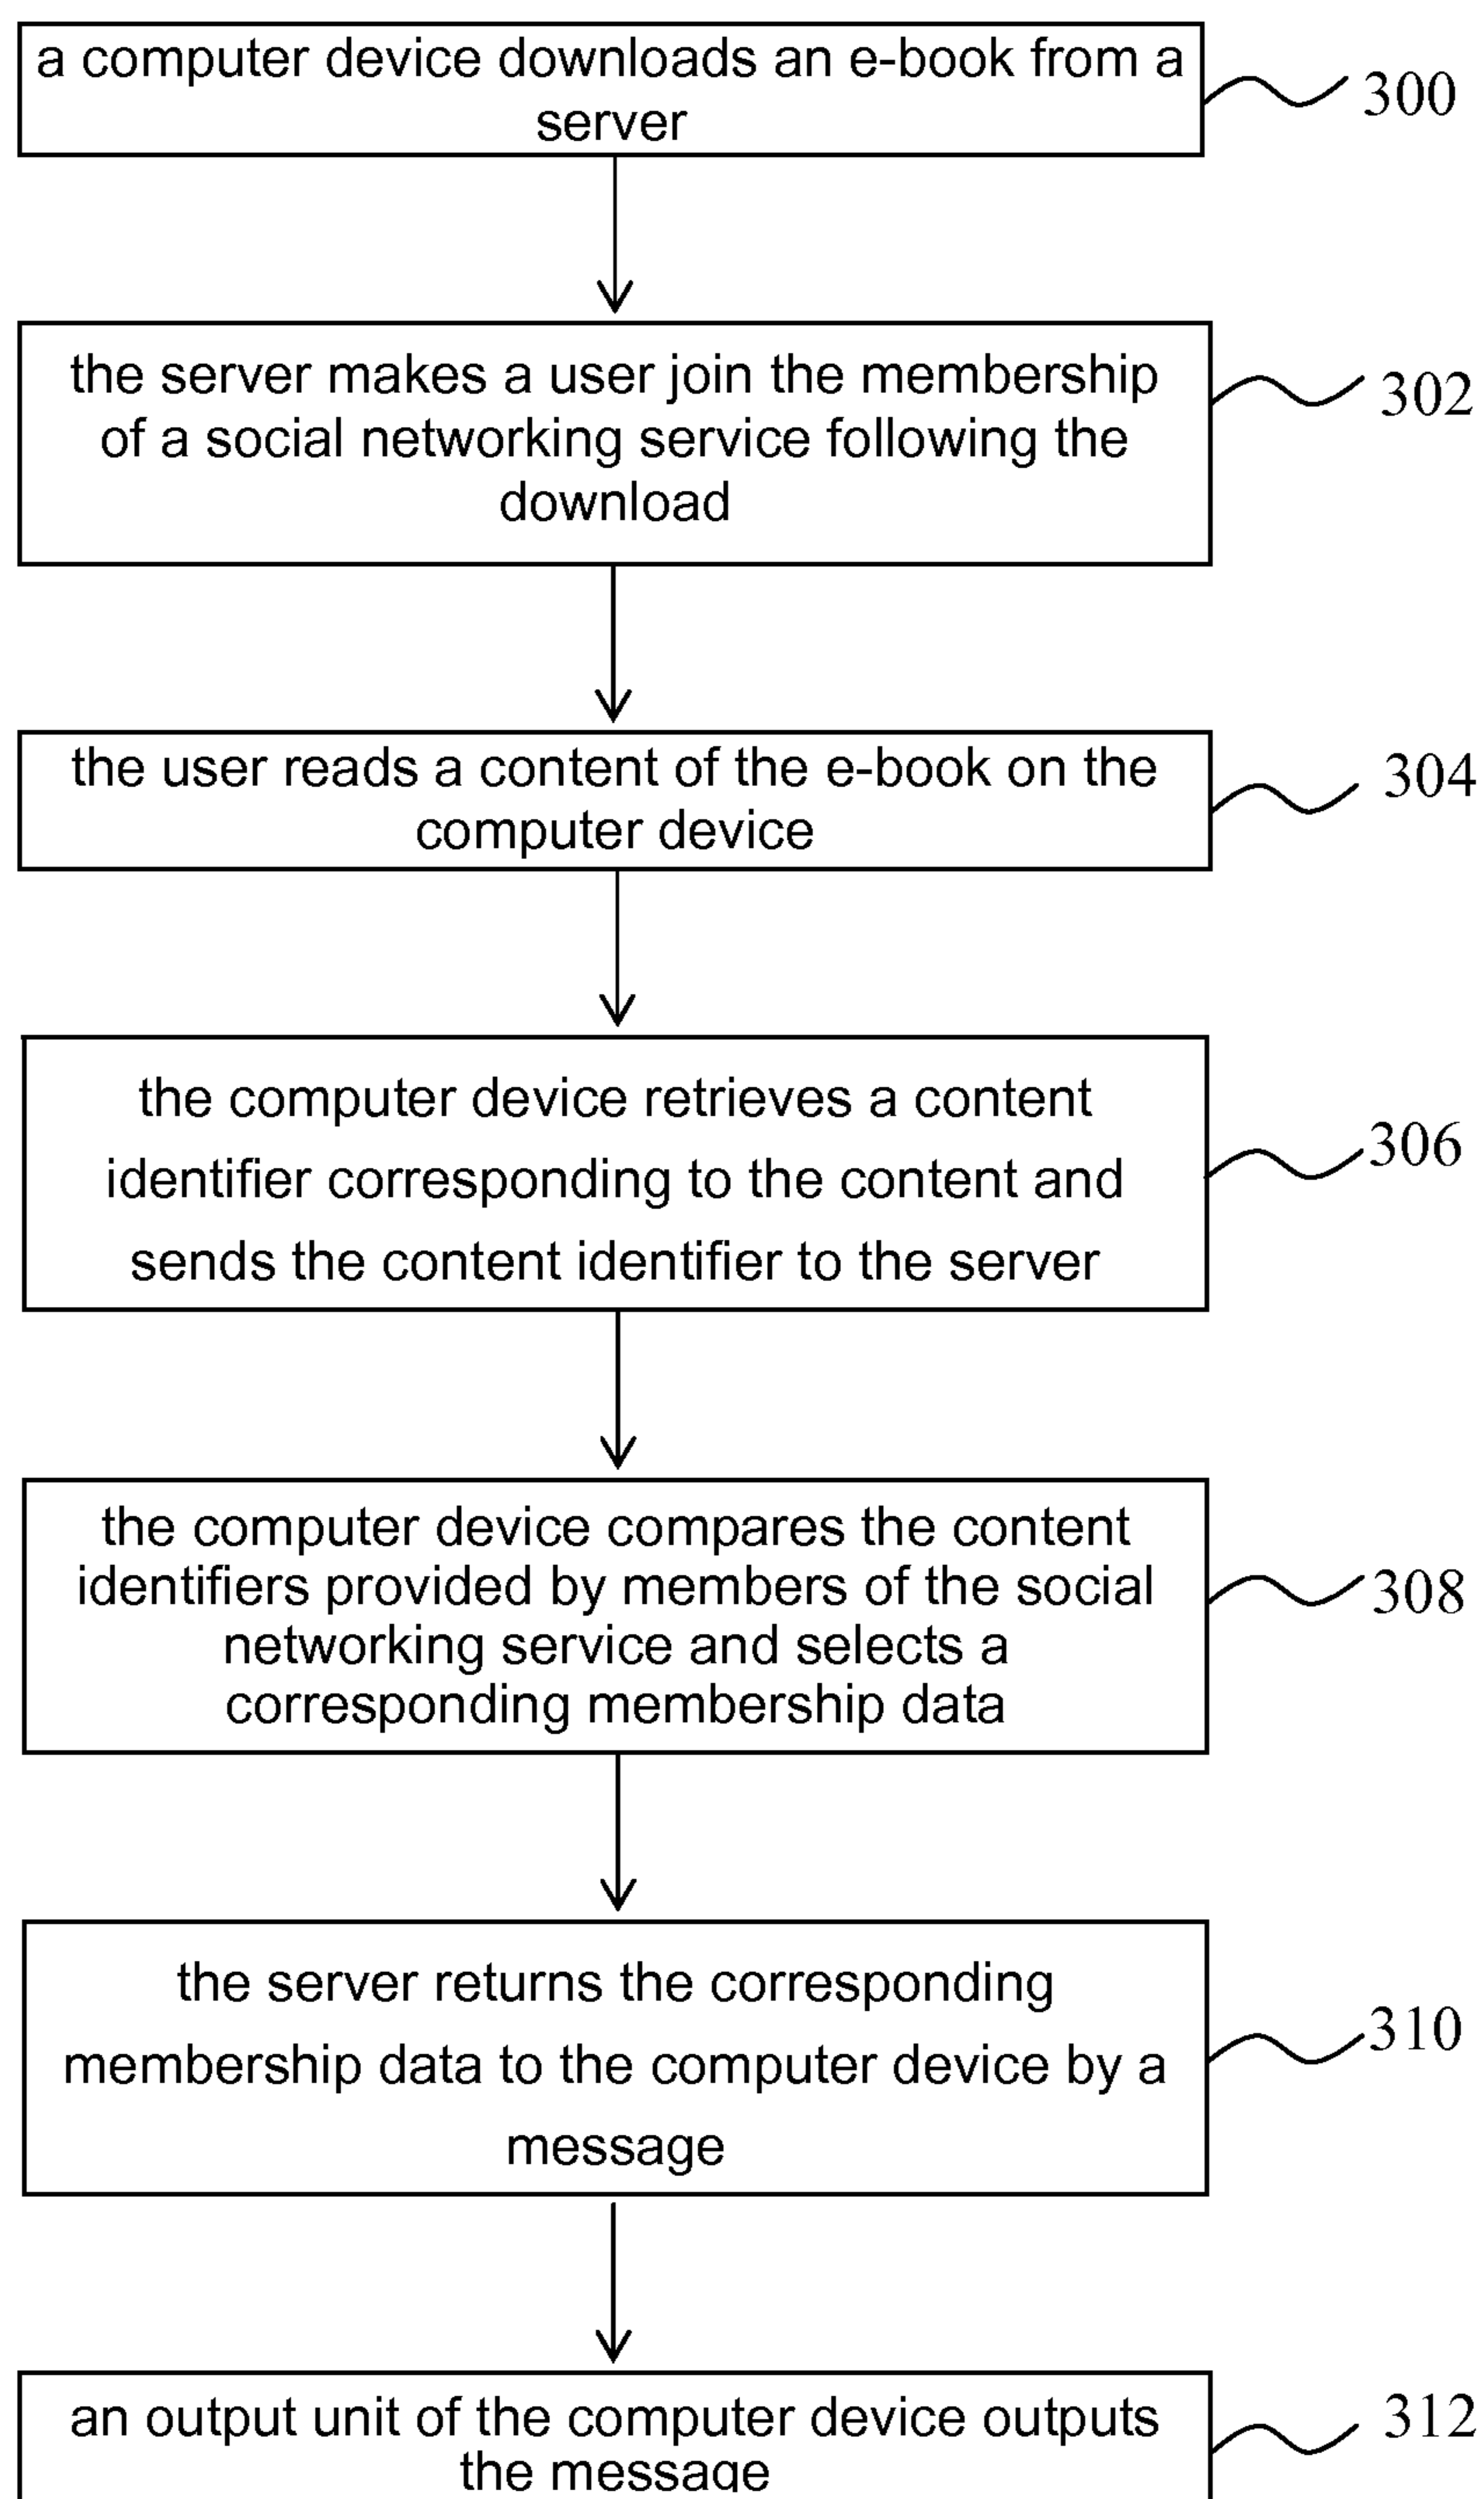 a computer device downloads an e-book from a
server
300
the server makes a user join the membership
of a social networking service following the
download
302
the user reads a content of the e-book on the
computer device
304
the computer device retrieves a content
identifier corresponding to the content and
sends the content identifier to the server
306
the computer device compares the content
identifiers provided by members of the social
networking service and selects a
corresponding membership data
308
the server returns the corresponding
membership data to the computer device by a
message
310
an output unit of the computer device outputs
the message
312